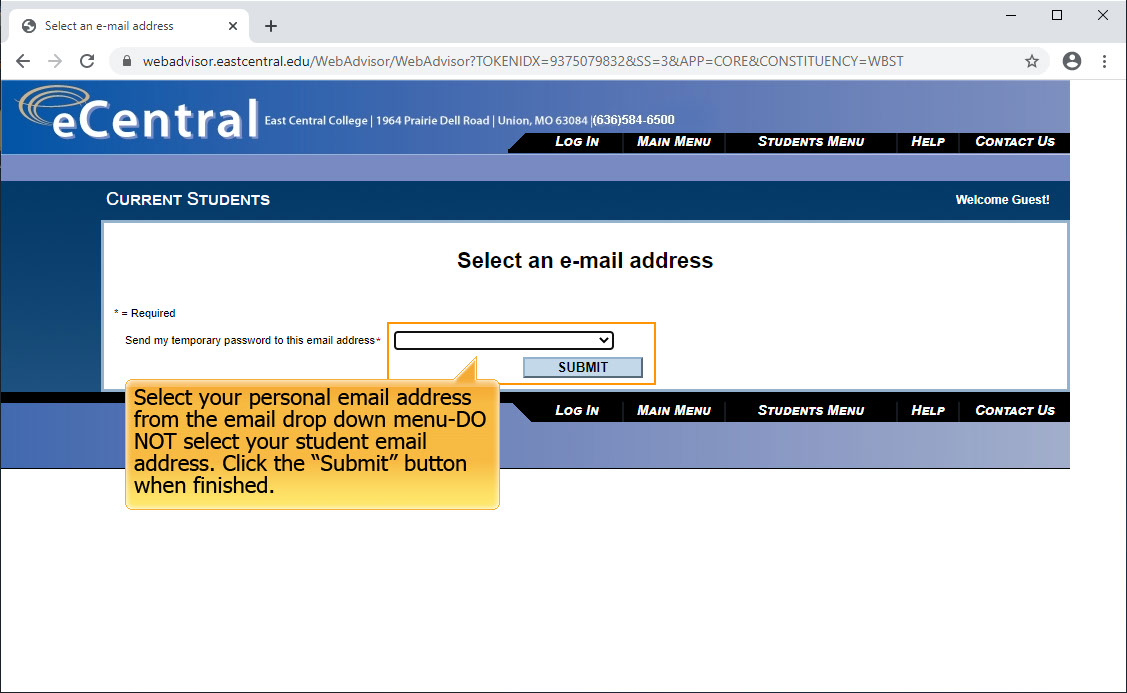 Select an e-mail address
webadvisor.eastcentral.edu/WebAdvisor/WebAdvisor?TOKENIDX=9375079832&SS=3&APP=CORE&CONSTITUENCY=WBST
eCentral East Central College | 1964 Prairie Dell Road | Union, MO 63084 |(636)584-6500
LOG IN MAIN MENU STUDENTS MENU HELP CONTACT US
CURRENT STUDENTS Welcome Guest!
Select an e-mail address
* = Required
Send my temporary password to this email address*
SUBMIT
Select your personal email address
from the email drop down menu-DO
NOT select your student email
address. Click the “Submit” button
when finished.
LOG IN MAIN MENU STUDENTS MENU HELP CONTACT US